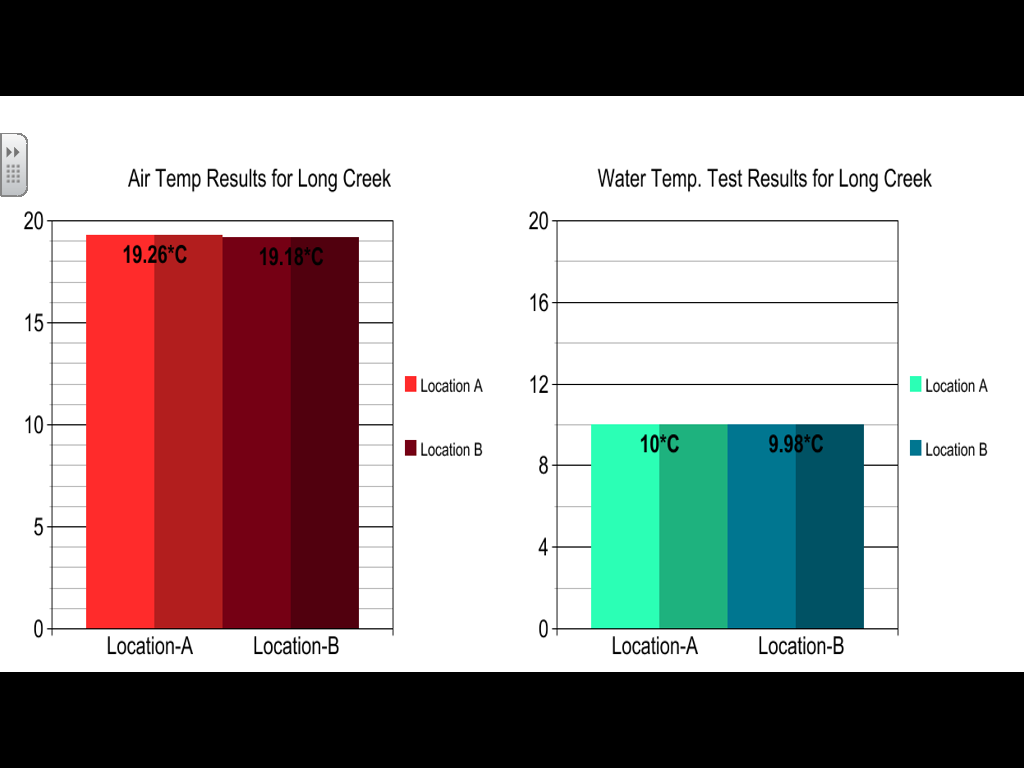 Air Temp Results for Long Creek
20
15
10
5
0
19.26*C
19.18*C
Location-A
Location-B
Location A
Location B
Water Temp. Test Results for Long Creek
20
16
12
8
4
0
10*C
9.98*C
Location-A
Location-B
Location A
Location B